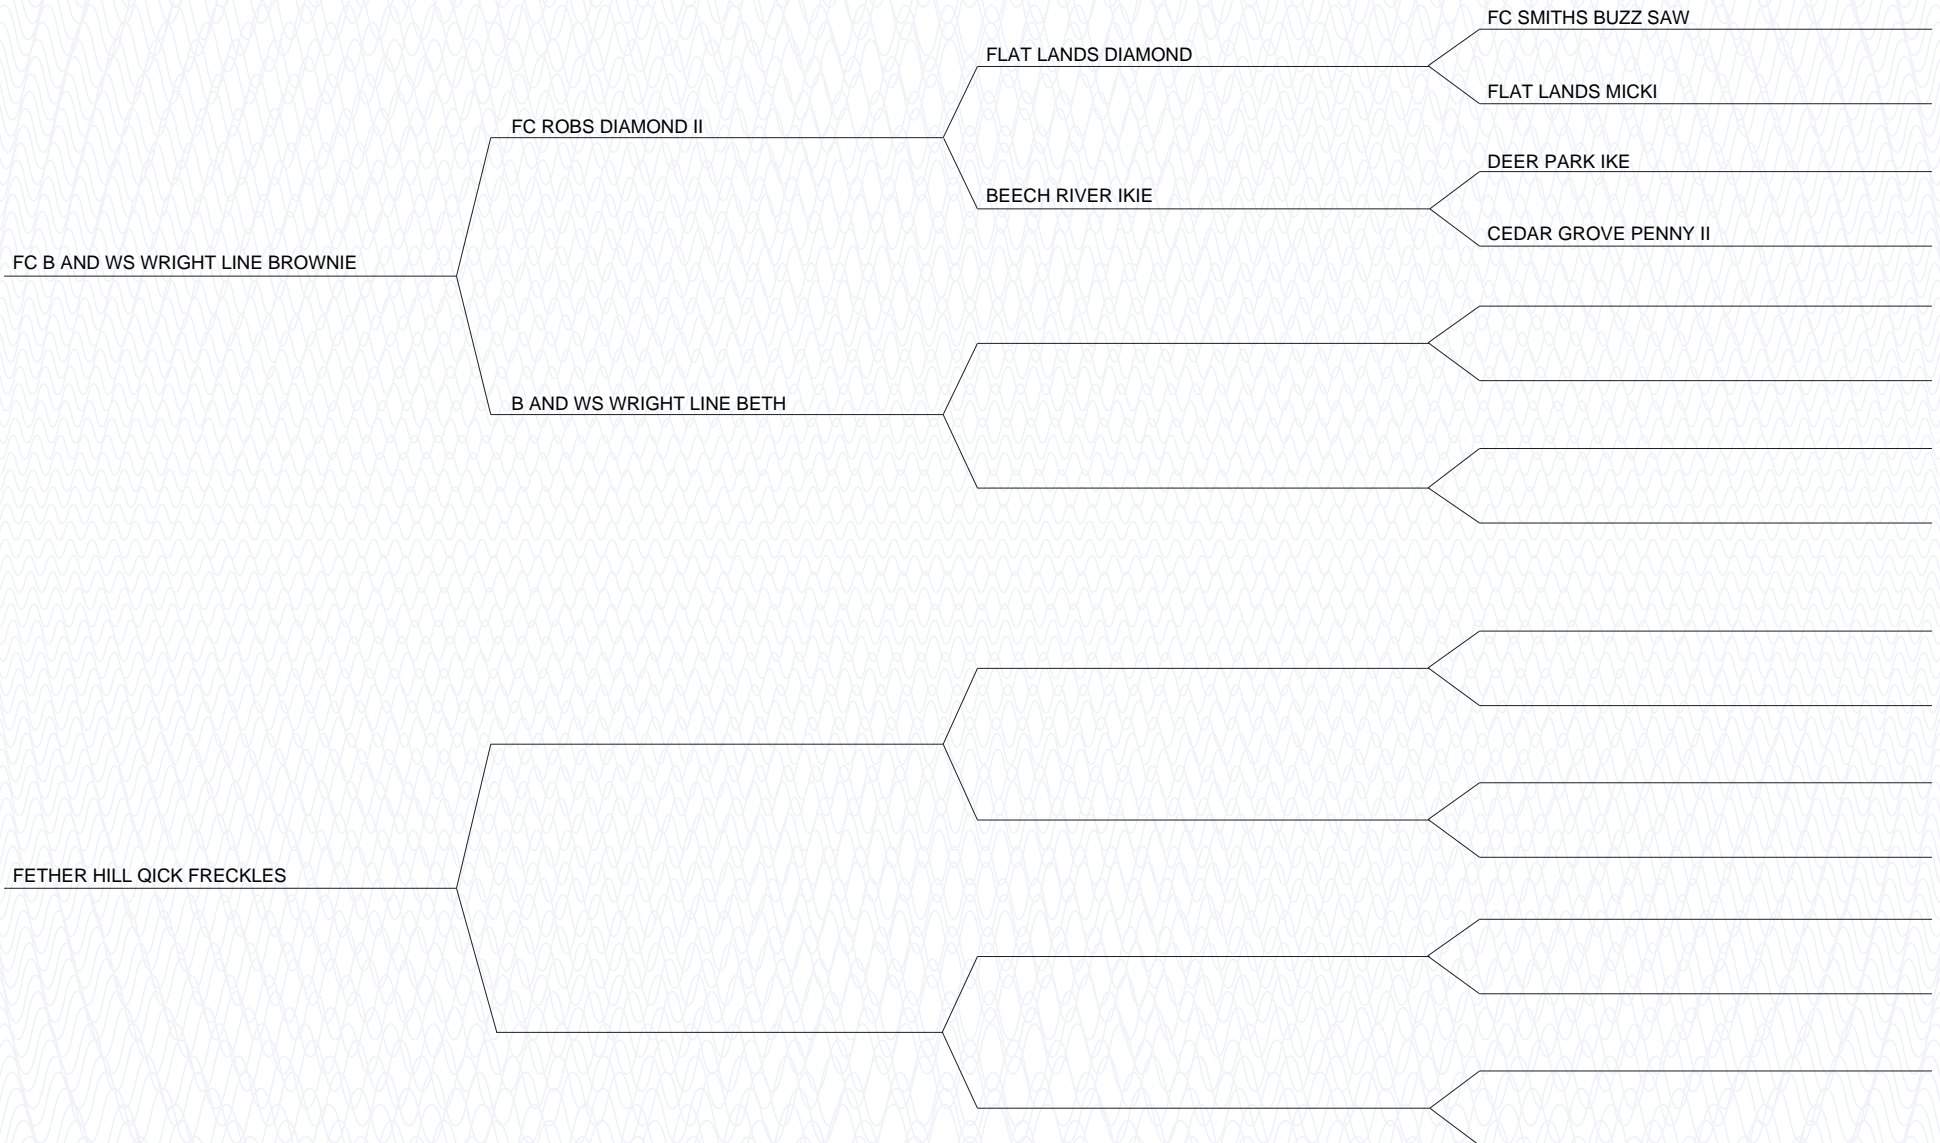 FC SMITHS BUZZ SAW
FLAT LANDS DIAMOND
FLAT LANDS MICKI
FC ROBS DIAMOND II
DEER PARK IKE
BEECH RIVER IKIE
CEDAR GROVE PENNY II
FC B AND WS WRIGHT LINE BROWNIE
B AND WS WRIGHT LINE BETH
FETHER HILL QICK FRECKLES